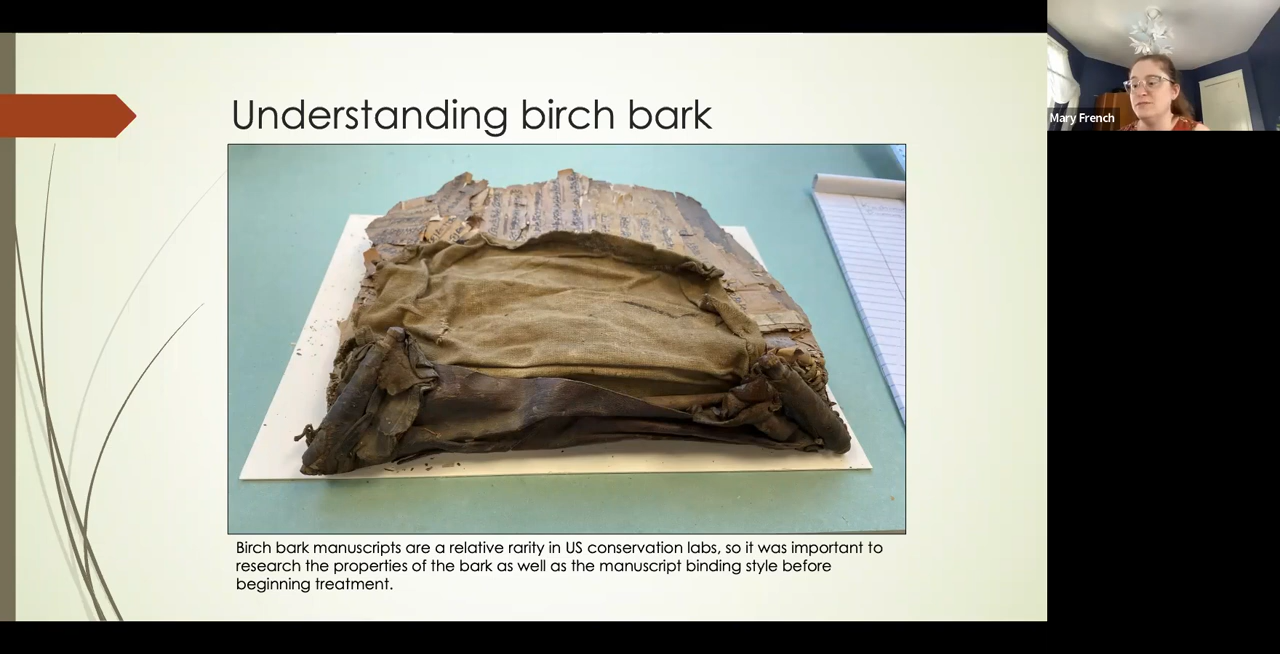 Understanding birch bark
Birch bark manuscripts are a relative rarity in US conservation labs, so it was important to
research the properties of the bark as well as the manuscript binding style before
beginning treatment.
Mary French